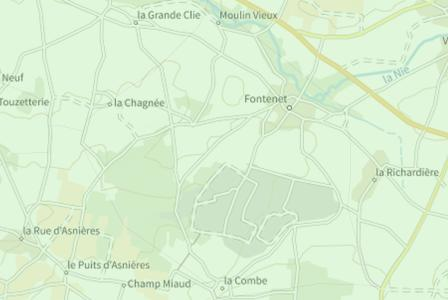 la Grande Clie
Moulin Vieux
la Nie
Neuf
Touzetterie
la Chagnée
Fontenet
la Richardière
la Rue d'Asnières
le Puits d'Asnières
Champ Miaud
la Combe